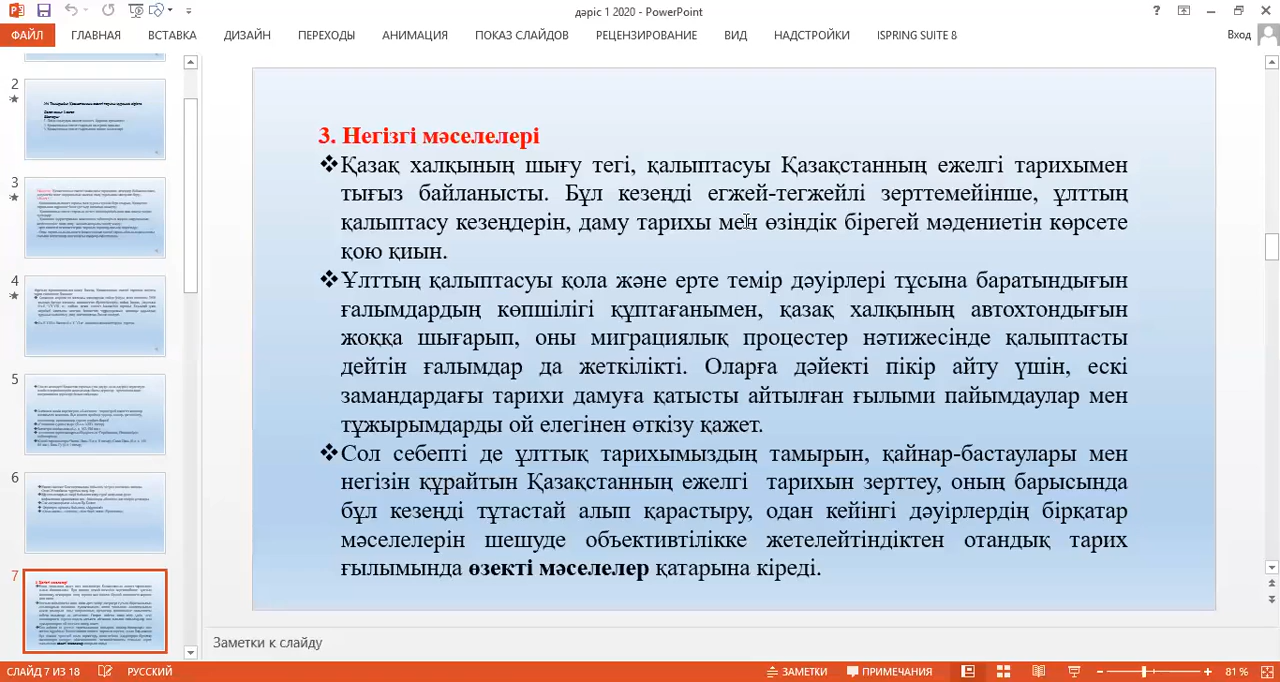 дәріс 1 2020 - PowerPoint
ФАЙЛ ГЛАВНАЯ ВСТАВКА ДИЗАЙН ПЕРЕХОДЫ АНИМАЦИЯ ПОКАЗ СЛАЙДОВ РЕЦЕНЗИРОВАНИЕ ВИД НАДСТРОЙКИ ISPRING SUITE 8 Вход
2
3
4
5
6
7
3. Негізгі мәселелері
❖Қазақ халқының шығу тегі, қалыптасуы Қазақстанның ежелгі тарихымен
тығыз байланысты. Бұл кезеңді егжей-тегжейлі зерттемейінше, ұлттың
қалыптасу кезеңдерін, даму тарихы мен өзіндік бірегей мәдениетін көрсете
қою қиын.
❖Ұлттың қалыптасуы қола және ерте темір дәуірлері тұсына баратындығын
ғалымдардың көпшілігі құптағанымен, қазақ халқының автохтондығын
жоққа шығарып, оны миграциялық процестер нәтижесінде қалыптасты
дейтін ғалымдар да жеткілікті. Оларға дәйекті пікір айту үшін, ескі
замандардағы тарихи дамуға қатысты айтылған ғылыми пайымдаулар мен
тұжырымдарды ой елегінен өткізу қажет.
❖Сол себепті де ұлттық тарихымыздың тамырын, қайнар-бастаулары мен
негізін құрайтын Қазақстанның ежелгі тарихын зерттеу, оның барысында
бұл кезеңді тұтастай алып қарастыру, одан кейінгі дәуірлердің бірқатар
мәселелерін шешуде объективтілікке жетелейтіндіктен отандық тарих
ғылымында өзекті мәселелер қатарына кіреді.
Заметки к слайду
СЛАЙД 7 ИЗ 18 РУССКИЙ ЗАМЕТКИ ПРИМЕЧАНИЯ 81 %